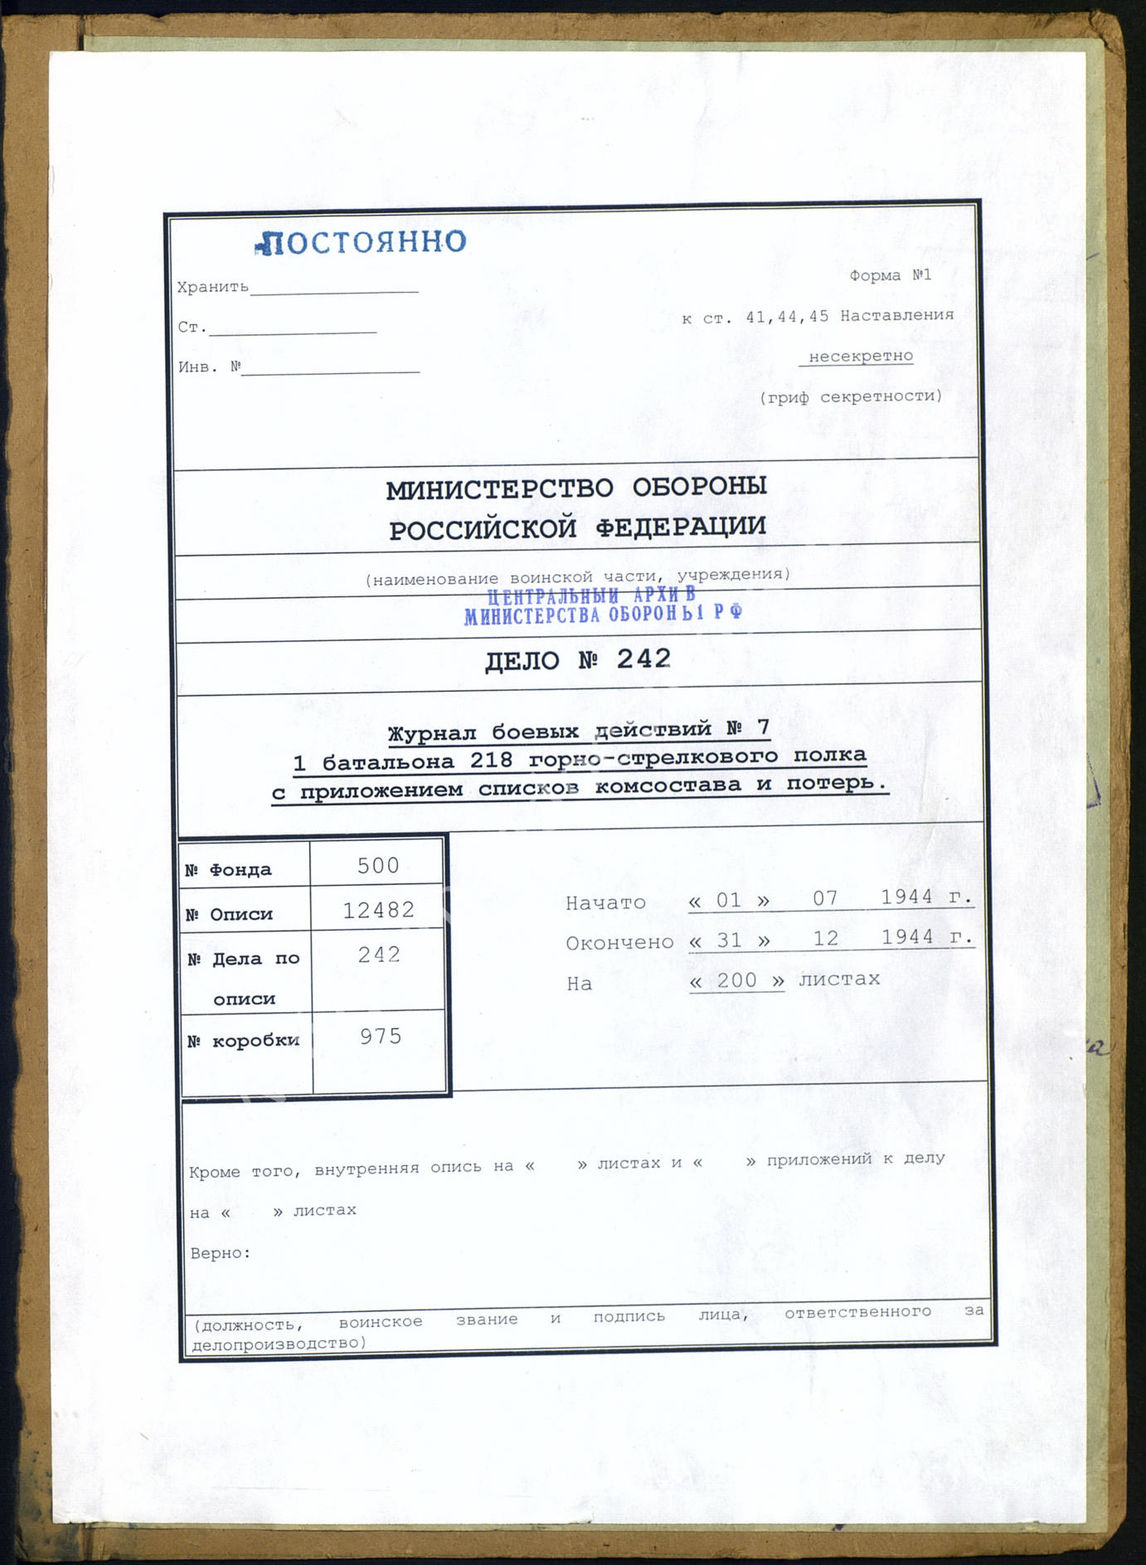 ПОСТОЯННО
Хранить
Ст.
Инв. №
Форма №1
к ст. 41,44,45 Наставления
несекретно
(гриф секретности)
МИНИСТЕРСТВО ОБОРОНЫ
РОССИЙСКОЙ ФЕДЕРАЦИИ
(наименование воинской части, учреждения)
ЦЕНТРАЛЬНЫЙ АРХИВ
МИНИСТЕРСТВА ОБОРОНЫ РФ
ДЕЛО № 242
Журнал боевых действий № 7
1 батальона 218 горно-стрелкового полка
с приложением списков комсостава и потерь.
№ Фонда 500
№ Описи 12482
№ Дела по 242
описи
№ коробки 975
Начато « 01 » 07 1944 г.
Окончено « 31 » 12 1944 г.
На « 200 » листах
Кроме того, внутренняя опись на « » листах и « » приложений к делу
на « » листах
Верно:
(должность, воинское звание и подпись лица, ответственного за
делопроизводство)